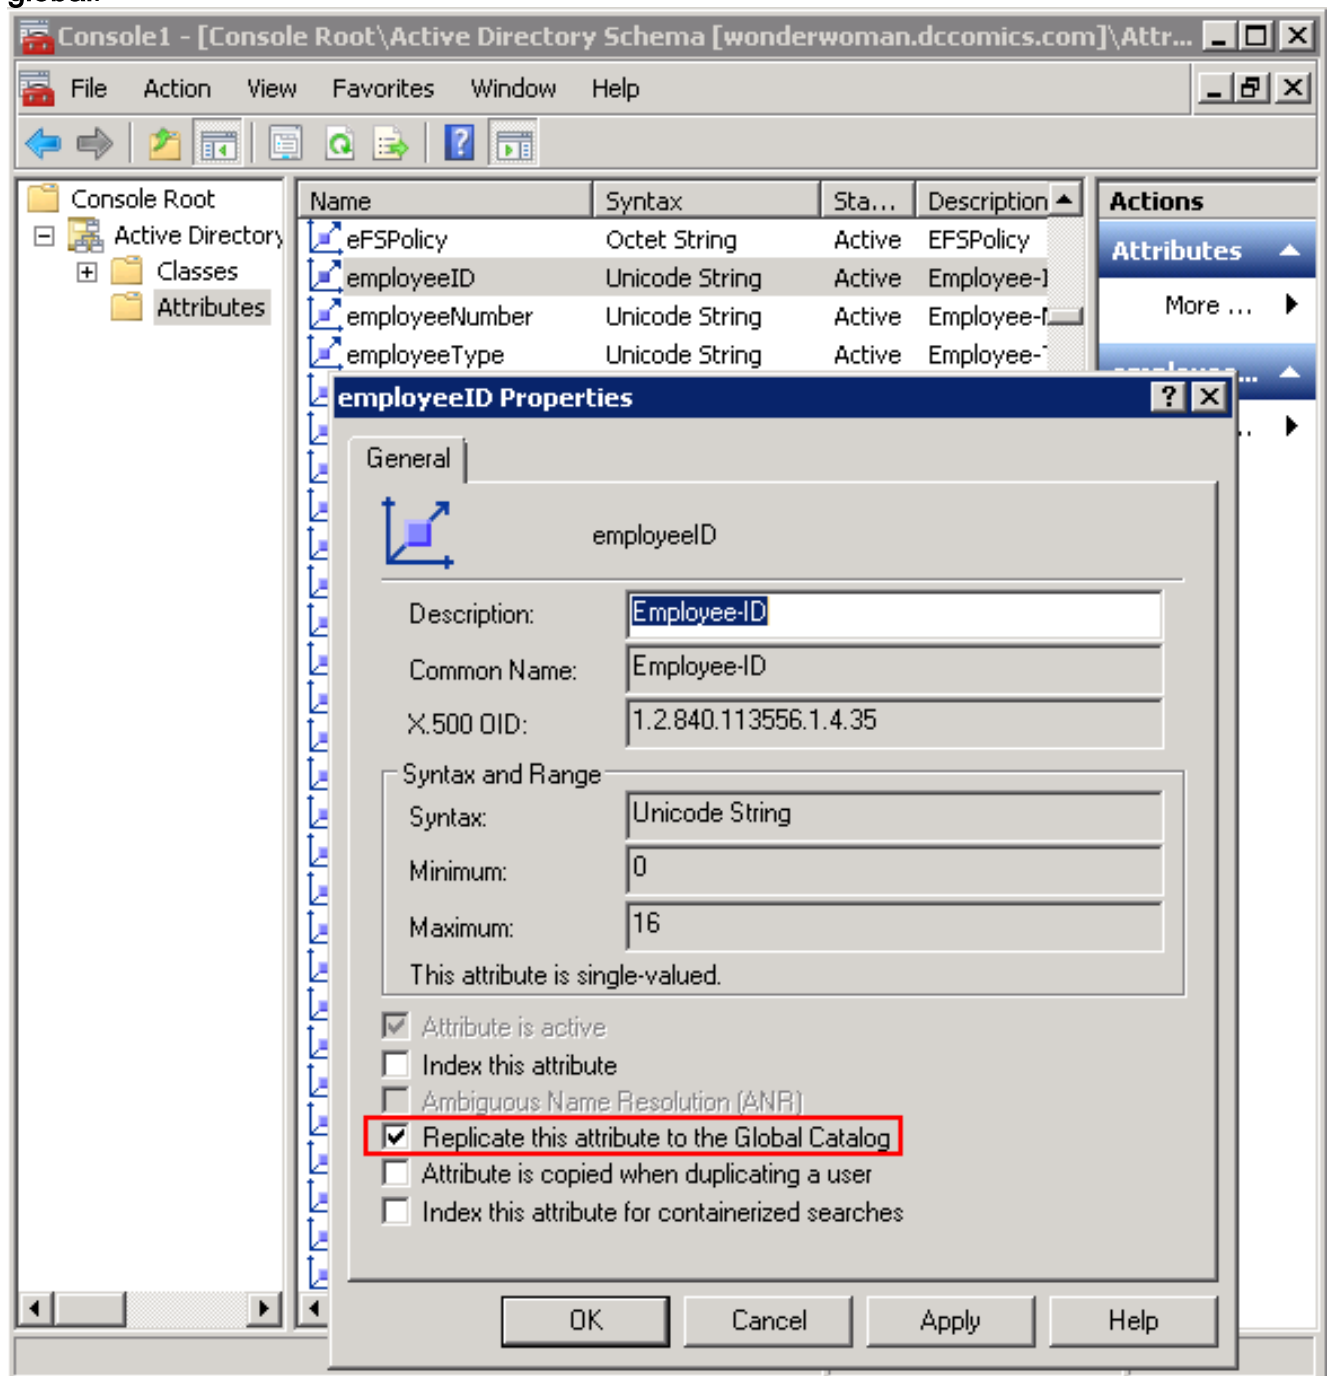 Console1 - [Console Root\Active Directory Schema [wonderwoman.dccomics.com]\Attr...
File Action View Favorites Window Help
Console Root
Active Directory
Classes
Attributes
Name Syntax Sta... Description
eFSPolicy Octet String Active EFSPolicy
employeeID Unicode String Active Employee-I
employeeNumber Unicode String Active Employee-
employeeType Unicode String Active Employee-
Actions
Attributes
More ...
employeeID Properties
General
employeeID
Description: Employee-ID
Common Name: Employee-ID
X.500 OID: 1.2.840.113556.1.4.35
Syntax and Range
Syntax: Unicode String
Minimum: 0
Maximum: 16
This attribute is single-valued.
Attribute is active
Index this attribute
Ambiguous Name Resolution (ANR)
Replicate this attribute to the Global Catalog
Attribute is copied when duplicating a user
Index this attribute for containerized searches
OK Cancel Apply Help